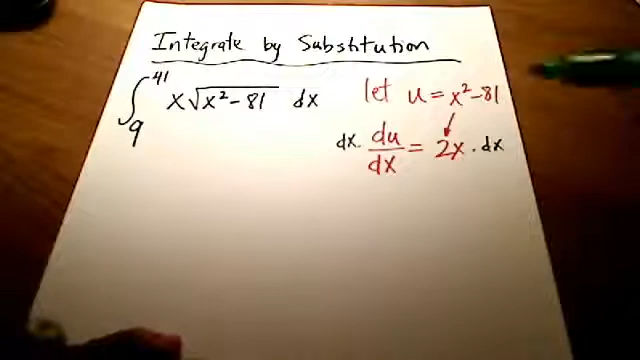 Integrate by Substitution
∫₉⁴¹ x√(x²-81) dx
let u = x²-81
dx · du/dx = 2x · dx